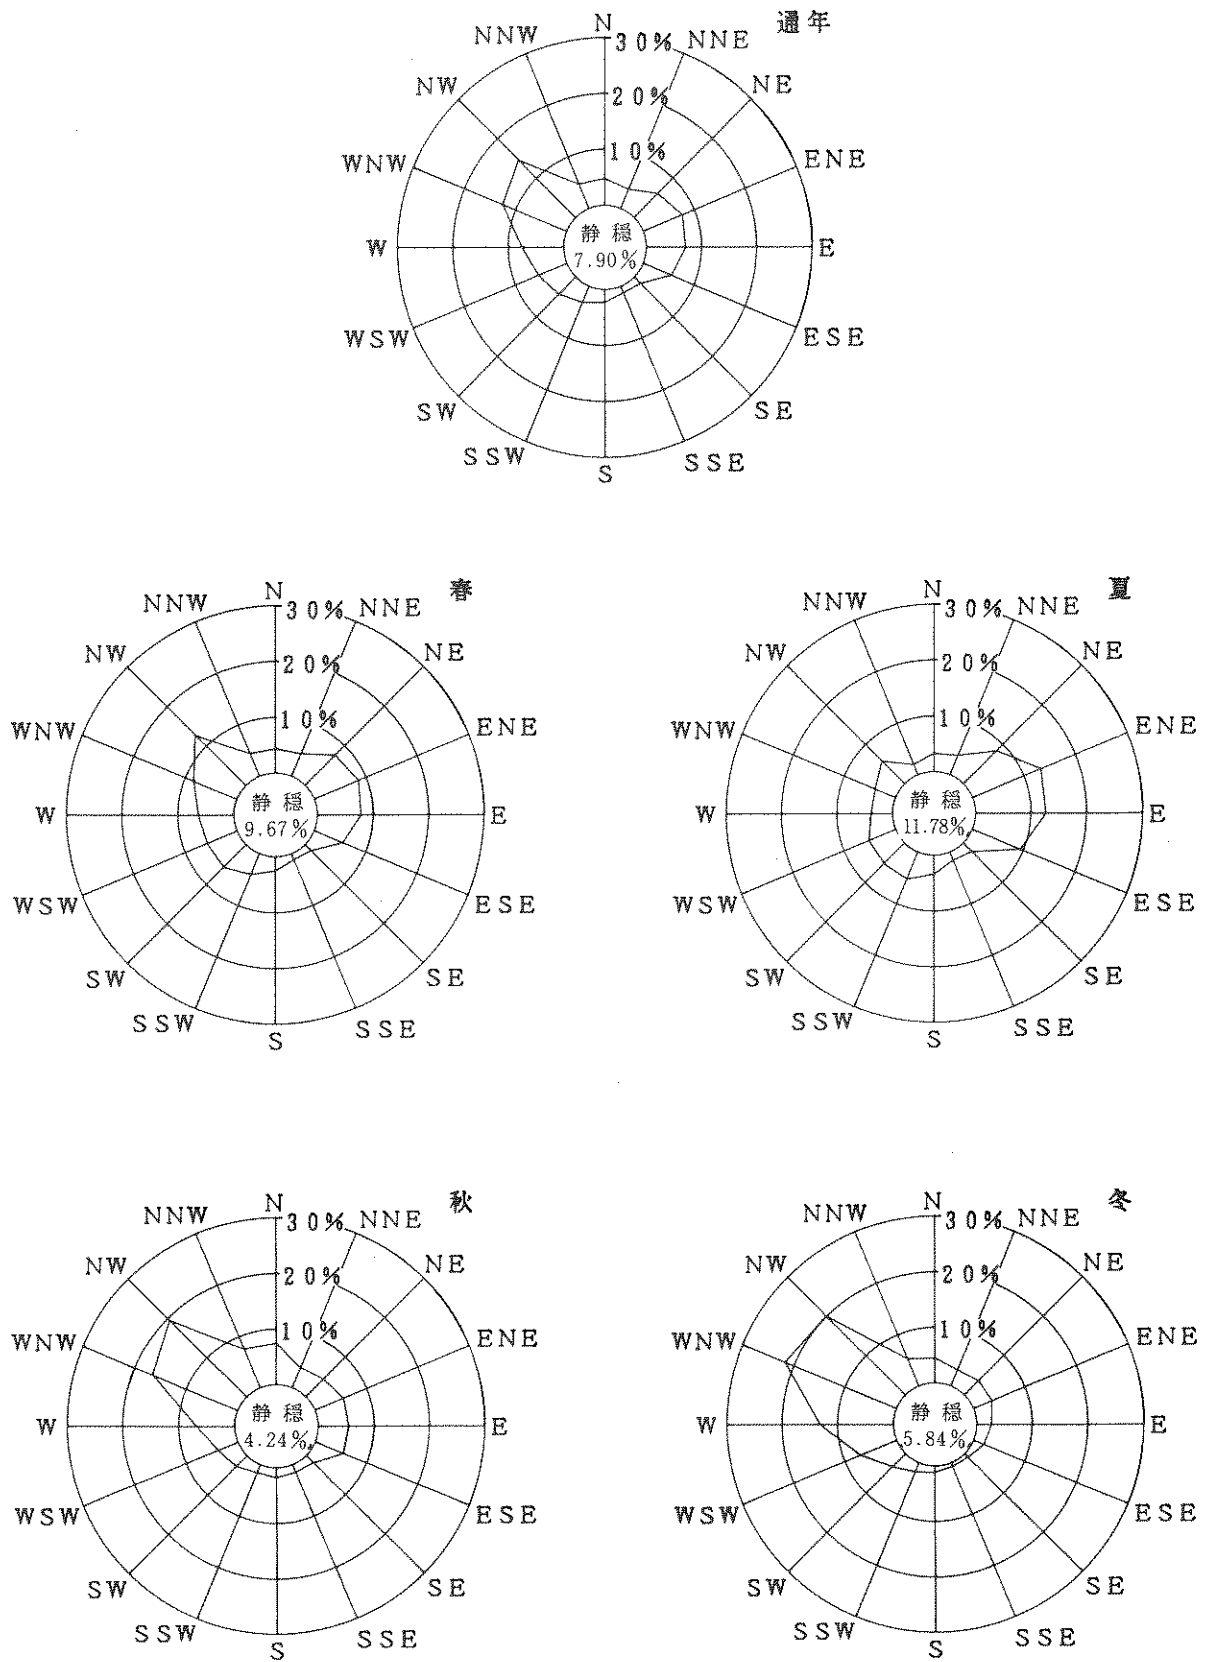 通年
N
NNW
30%
NNE
NW
20%
NE
WNW
10%
ENE
静穏
7.90%
W
E
WSW
ESE
SW
SE
SSW
SSE
S
春
N
NNW
30%
NNE
NW
20%
NE
WNW
10%
ENE
静穏
9.67%
W
E
WSW
ESE
SW
SE
SSW
SSE
S
夏
N
NNW
30%
NNE
NW
20%
NE
WNW
10%
ENE
静穏
11.78%
W
E
WSW
ESE
SW
SE
SSW
SSE
S
秋
N
NNW
30%
NNE
NW
20%
NE
WNW
10%
ENE
静穏
4.24%
W
E
WSW
ESE
SW
SE
SSW
SSE
S
冬
N
NNW
30%
NNE
NW
20%
NE
WNW
10%
ENE
静穏
5.84%
W
E
WSW
ESE
SW
SE
SSW
SSE
S